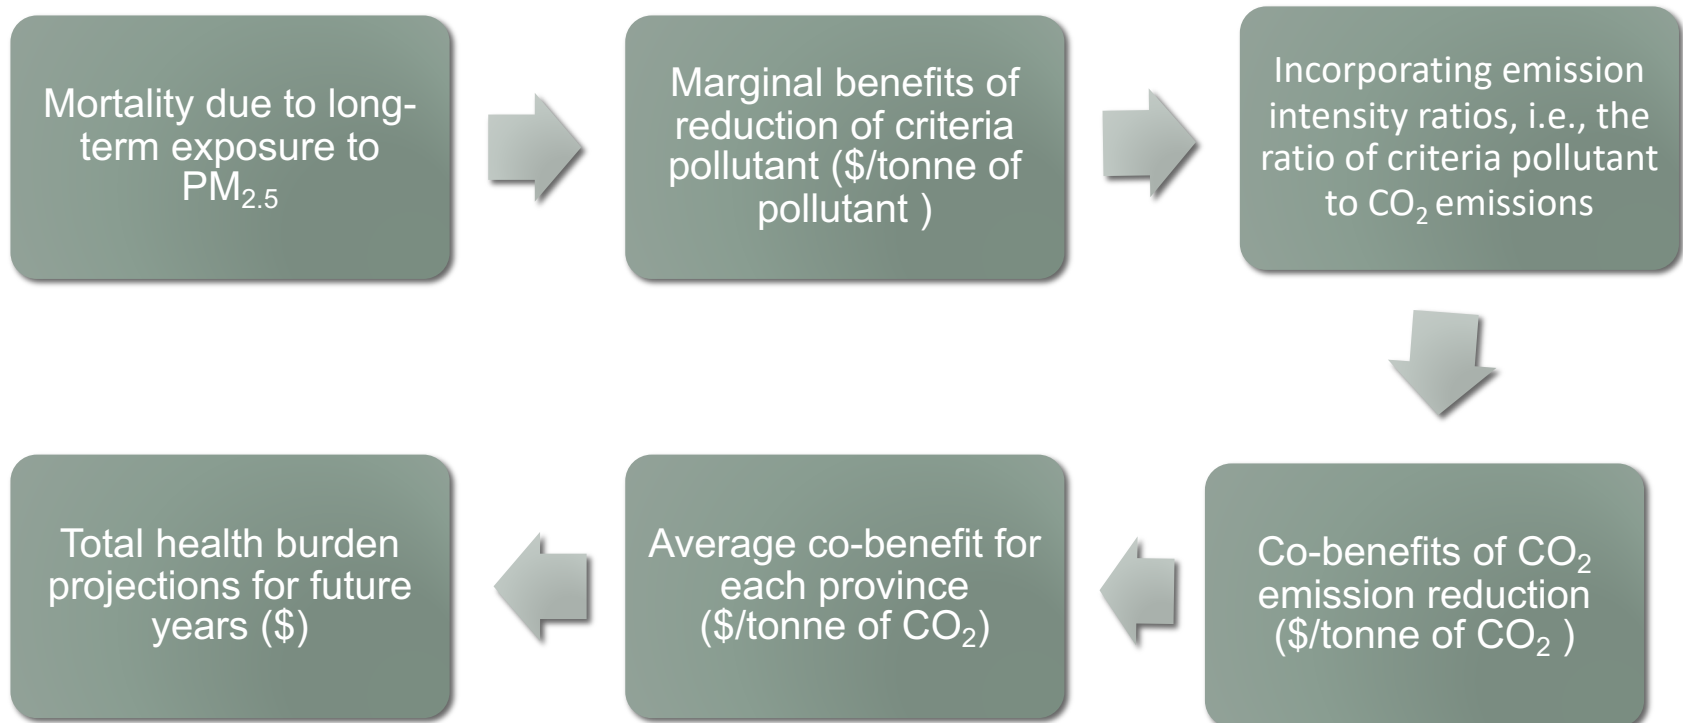 Mortality due to long-
term exposure to
PM₂.₅
Marginal benefits of
reduction of criteria
pollutant ($/tonne of
pollutant )
Incorporating emission
intensity ratios, i.e., the
ratio of criteria pollutant
to CO₂ emissions
Co-benefits of CO₂
emission reduction
($/tonne of CO₂ )
Average co-benefit for
each province
($/tonne of CO₂)
Total health burden
projections for future
years ($)